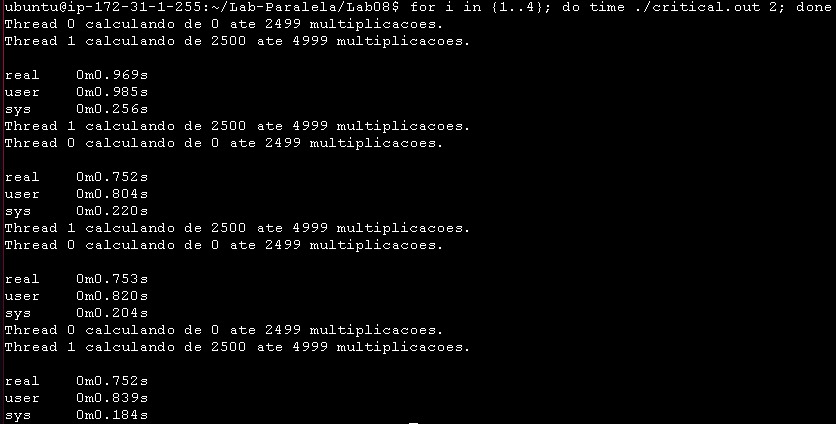 ubuntu@ip-172-31-1-255:~/Lab-Paralela/Lab08$ for i in {1..4}; do time ./critical.out 2; done
Thread 0 calculando de 0 ate 2499 multiplicacoes.
Thread 1 calculando de 2500 ate 4999 multiplicacoes.
real    0m0.969s
user    0m0.985s
sys     0m0.256s
Thread 1 calculando de 2500 ate 4999 multiplicacoes.
Thread 0 calculando de 0 ate 2499 multiplicacoes.
real    0m0.752s
user    0m0.804s
sys     0m0.220s
Thread 1 calculando de 2500 ate 4999 multiplicacoes.
Thread 0 calculando de 0 ate 2499 multiplicacoes.
real    0m0.753s
user    0m0.820s
sys     0m0.204s
Thread 0 calculando de 0 ate 2499 multiplicacoes.
Thread 1 calculando de 2500 ate 4999 multiplicacoes.
real    0m0.752s
user    0m0.839s
sys     0m0.184s